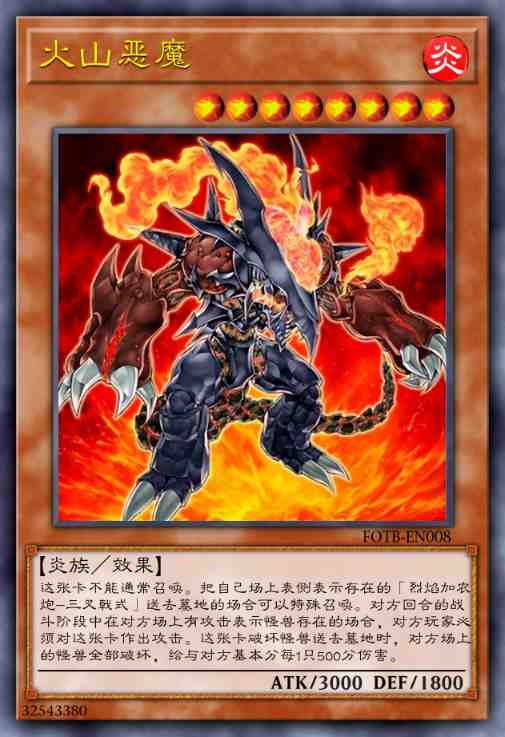 火山恶魔
炎
FOTB-EN008
【炎族／效果】
这张卡不能通常召唤。把自己场上表侧表示存在的「烈焰加农
炮-三叉戟式」送去墓地的场合可以特殊召唤。对方回合的战
斗阶段中在对方场上有攻击表示怪兽存在的场合，对方玩家必
须对这张卡作出攻击。这张卡破坏怪兽送去墓地时，对方场上
的怪兽全部破坏，给与对方基本分每1只500分伤害。
ATK/3000 DEF/1800
32543380